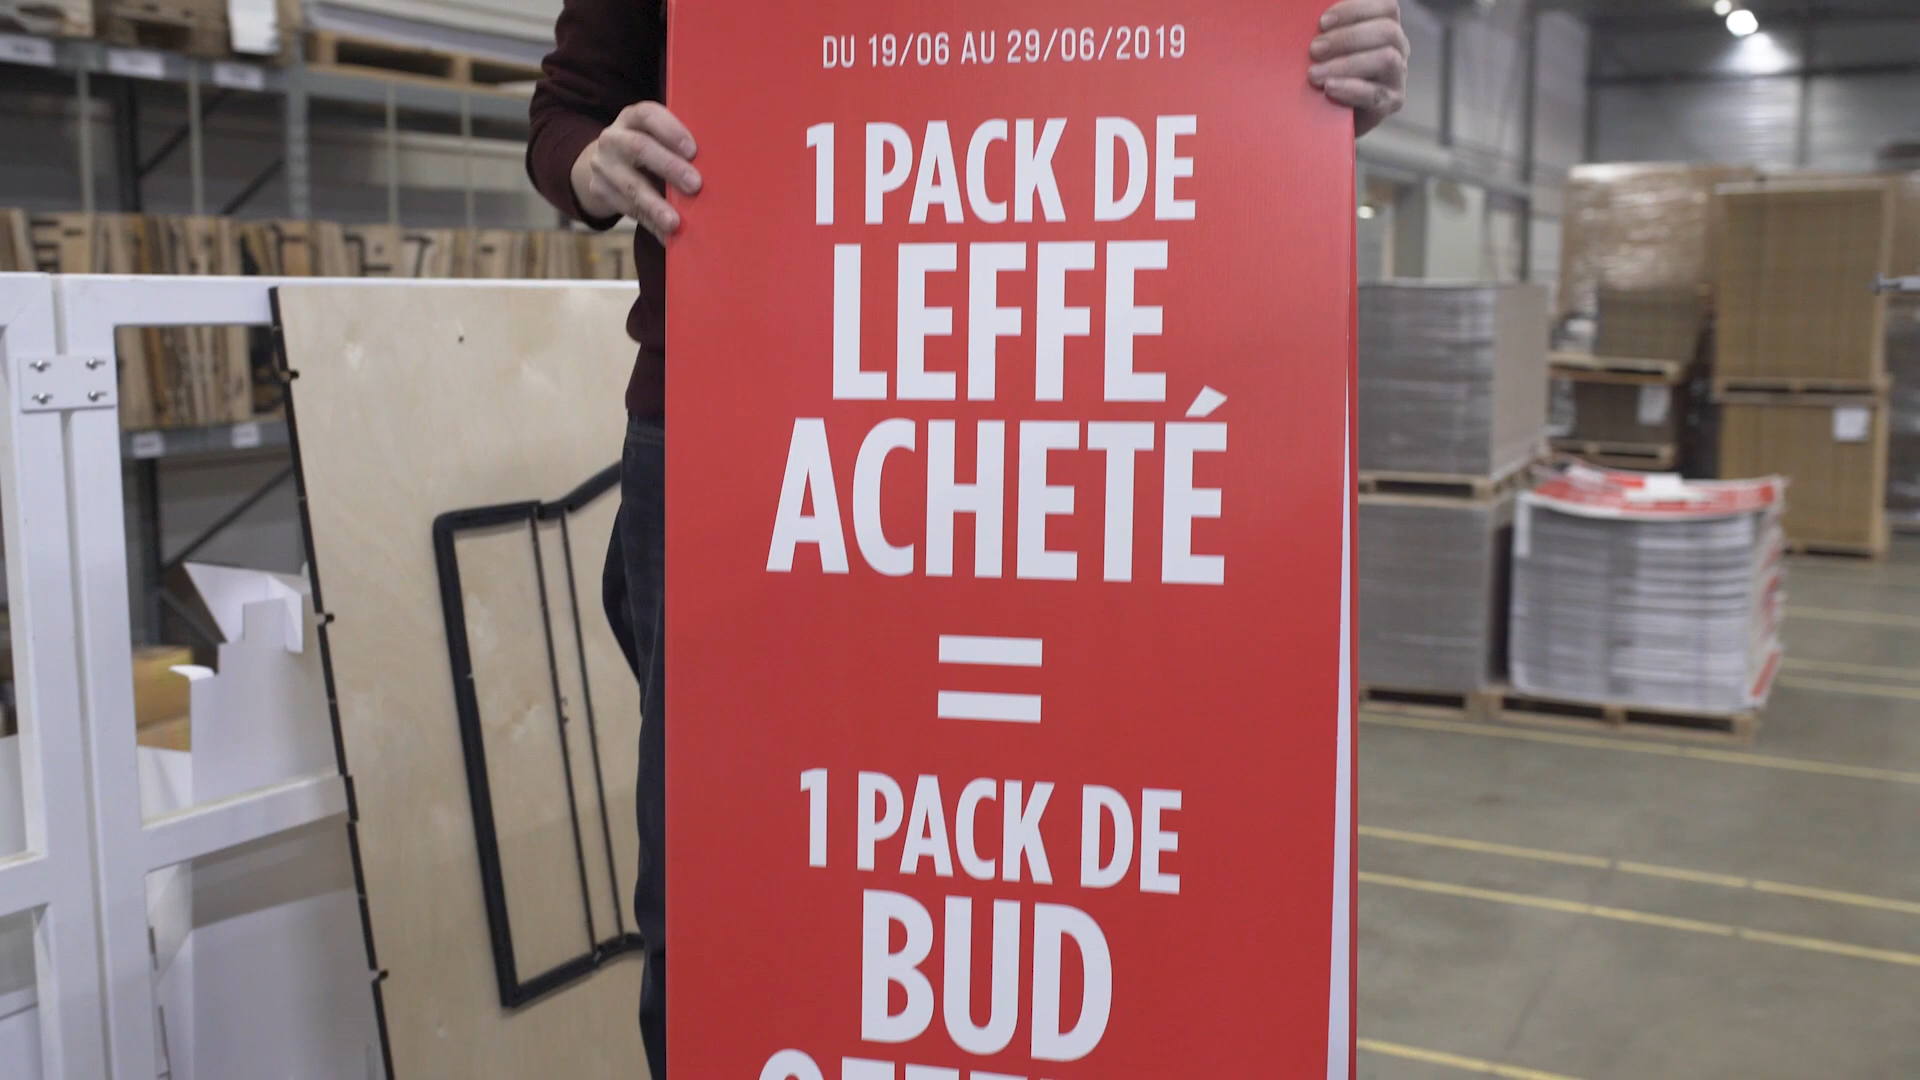 DU 19/06 AU 29/06/2019
1 PACK DE
LEFFE
ACHETÉ
=
1 PACK DE
BUD